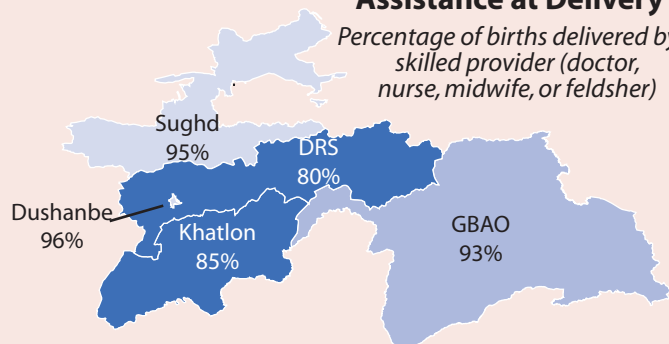 Assistance at Delivery
Percentage of births delivered by
skilled provider (doctor,
nurse, midwife, or feldsher)
Sughd
95%
DRS
80%
Dushanbe
96%
Khatlon
85%
GBAO
93%